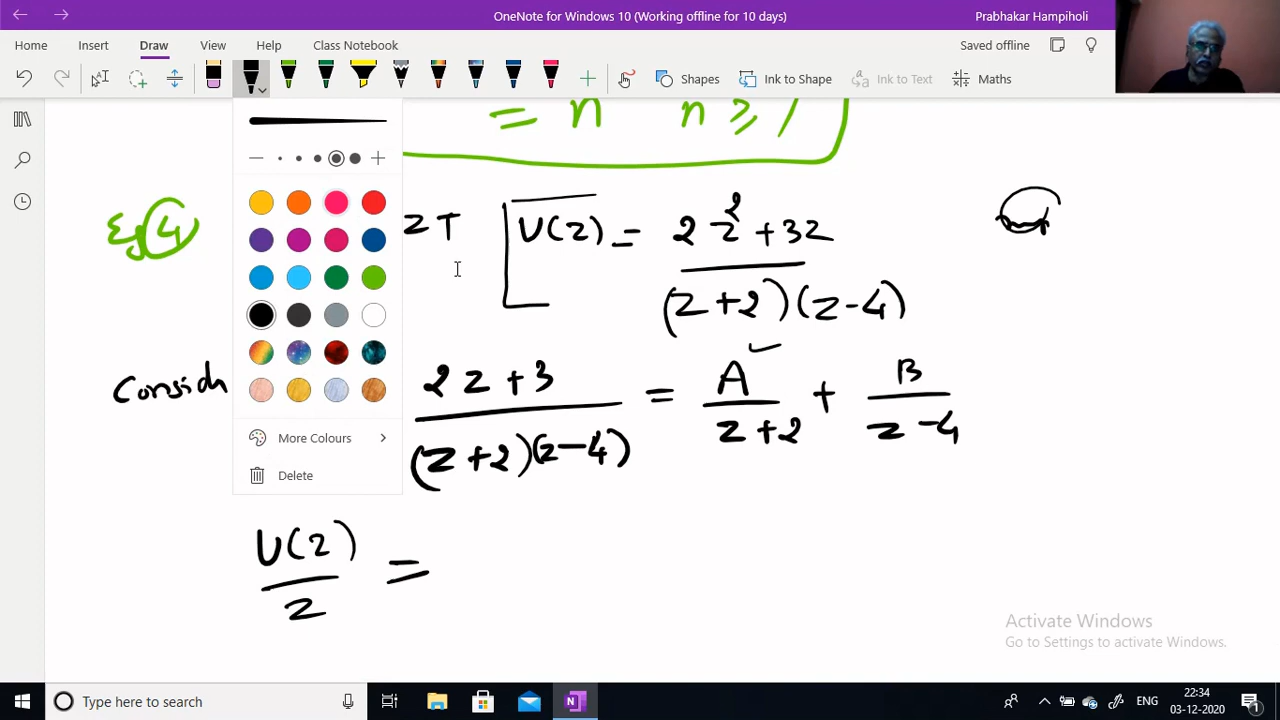 OneNote for Windows 10 (Working offline for 10 days)
Prabhakar Hampiholi
Home Insert Draw View Help Class Notebook
Saved offline
Shapes Ink to Shape Ink to Text Maths
= n n ≥ 1
Eg 4
ZT U(z) = 2z² + 3z
(z+2)(z-4)
Consid
2z+3 = A + B
(z+2)(z-4) z+2 z-4
More Colours
Delete
U(z) =
z
Activate Windows
Go to Settings to activate Windows.
Type here to search
ENG
22:34
03-12-2020